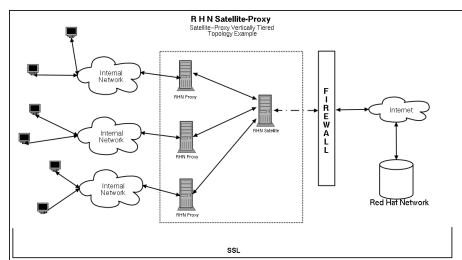 R H N Satellite-Proxy
Satellite-Proxy Vertically Tiered
Topology Example
Internal
Network
RHN Proxy
Internal
Network
RHN Proxy
Internal
Network
RHN Proxy
RHN Satellite
F
I
R
E
W
A
L
L
Internet
Red Hat Network
SSL